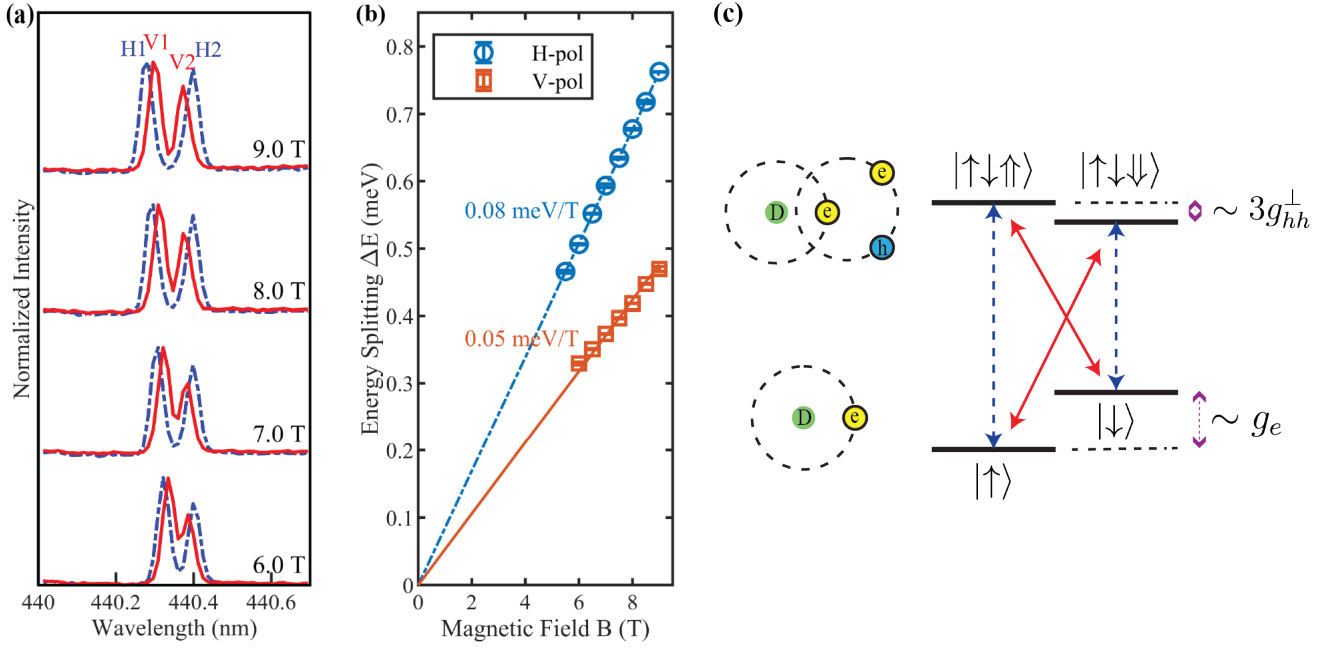 (a)
H1 V1 V2 H2
9.0 T
8.0 T
7.0 T
6.0 T
Normalized Intensity
440 440.2 440.4 440.6
Wavelength (nm)
(b)
H-pol
V-pol
0.08 meV/T
0.05 meV/T
0.8
0.7
0.6
0.5
0.4
0.3
0.2
0.1
0
Energy Splitting ΔE (meV)
0 2 4 6 8
Magnetic Field B (T)
(c)
D e e h
|↑↓⇑⟩ |↑↓⇓⟩
∼ 3g⊥hh
D e
|↓⟩
∼ ge
|↑⟩